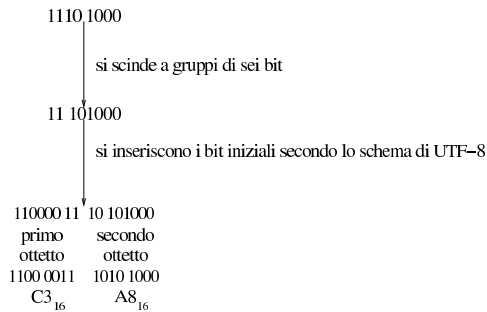 1110 1000
si scinde a gruppi di sei bit
11 101000
si inseriscono i bit iniziali secondo lo schema di UTF−8
110000 11 10 101000
primo secondo
ottetto ottetto
1100 0011 1010 1000
C3₁₆ A8₁₆